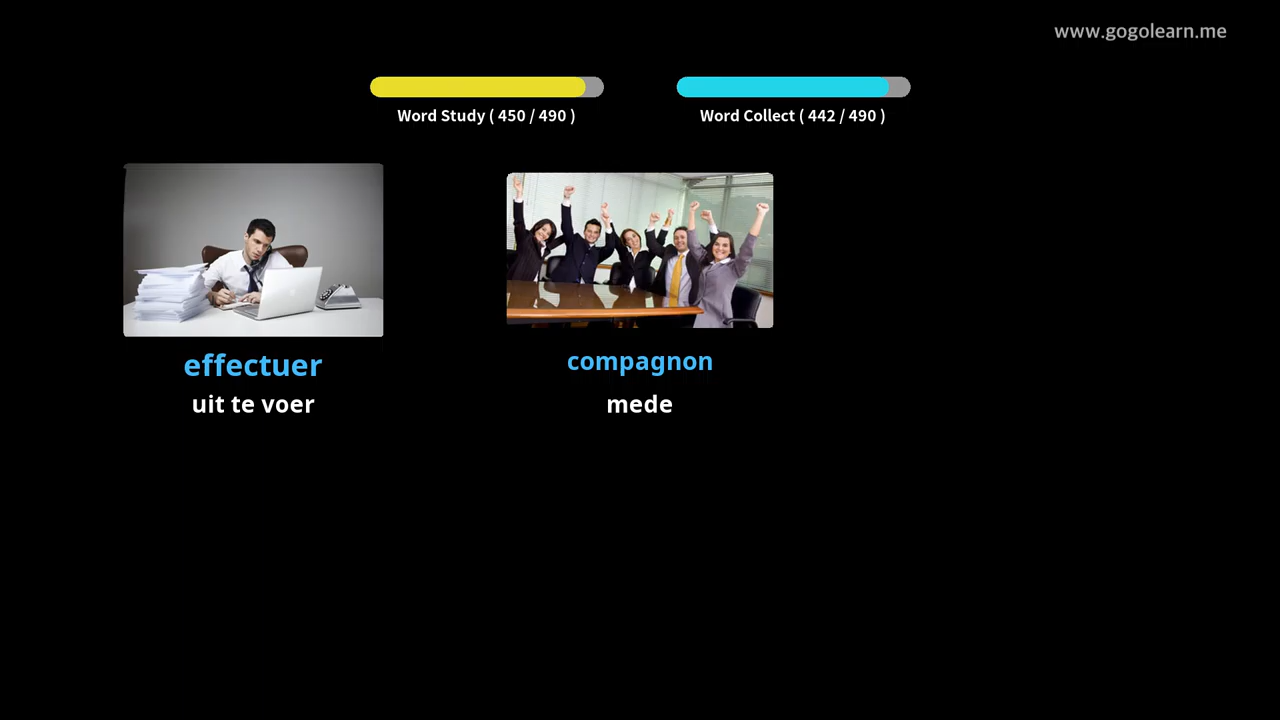 www.gogolearn.me
Word Study ( 450 / 490 )
Word Collect ( 442 / 490 )
effectuer
uit te voer
compagnon
mede